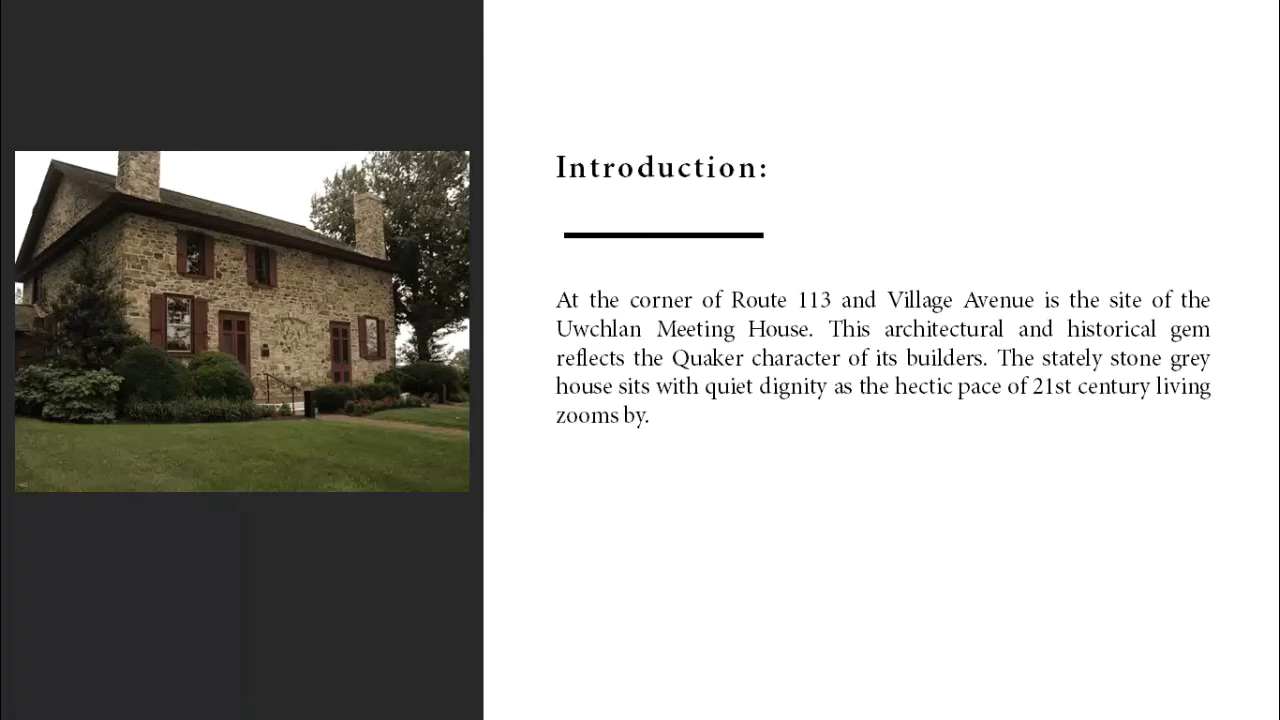 Introduction:
At the corner of Route 113 and Village Avenue is the site of the
Uwchlan Meeting House. This architectural and historical gem
reflects the Quaker character of its builders. The stately stone grey
house sits with quiet dignity as the hectic pace of 21st century living
zooms by.